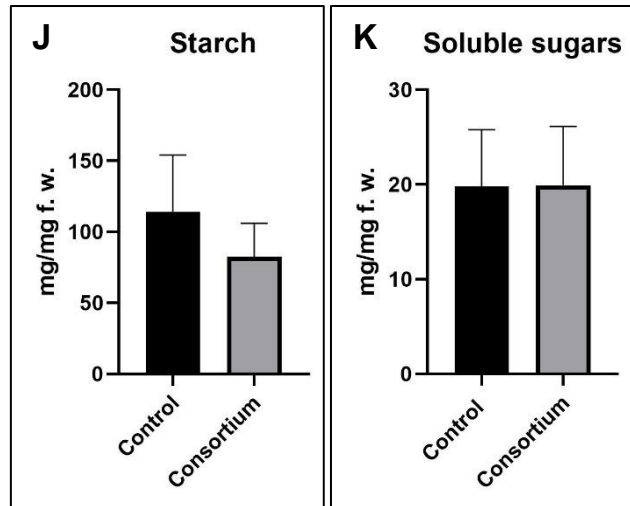 J Starch
200
150
100
50
0
mg/mg f. w.
Control
Consortium
K Soluble sugars
30
20
10
0
mg/mg f. w.
Control
Consortium